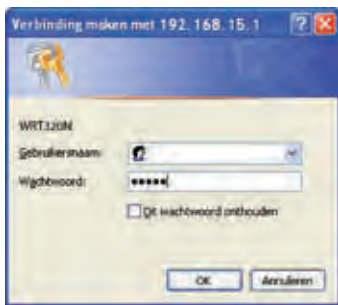 Verbinding maken met 192.168.15.1
WRT320N
Gebruikersnaam:
Wachtwoord:
•••••
Dit wachtwoord onthouden
OK Annuleren